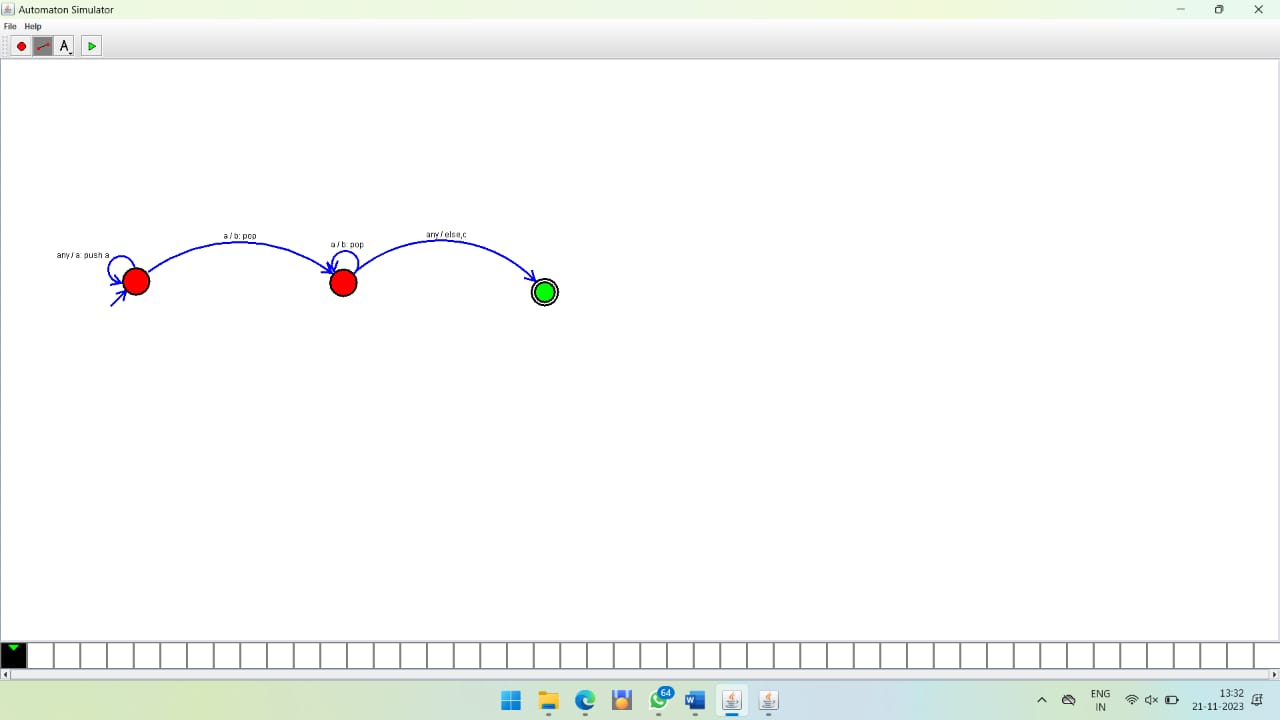 Automaton Simulator
File Help
A
any / else,c
a / b: pop
a / b: pop
any / a: push a
64
W
ENG
IN
13:32
21-11-2023